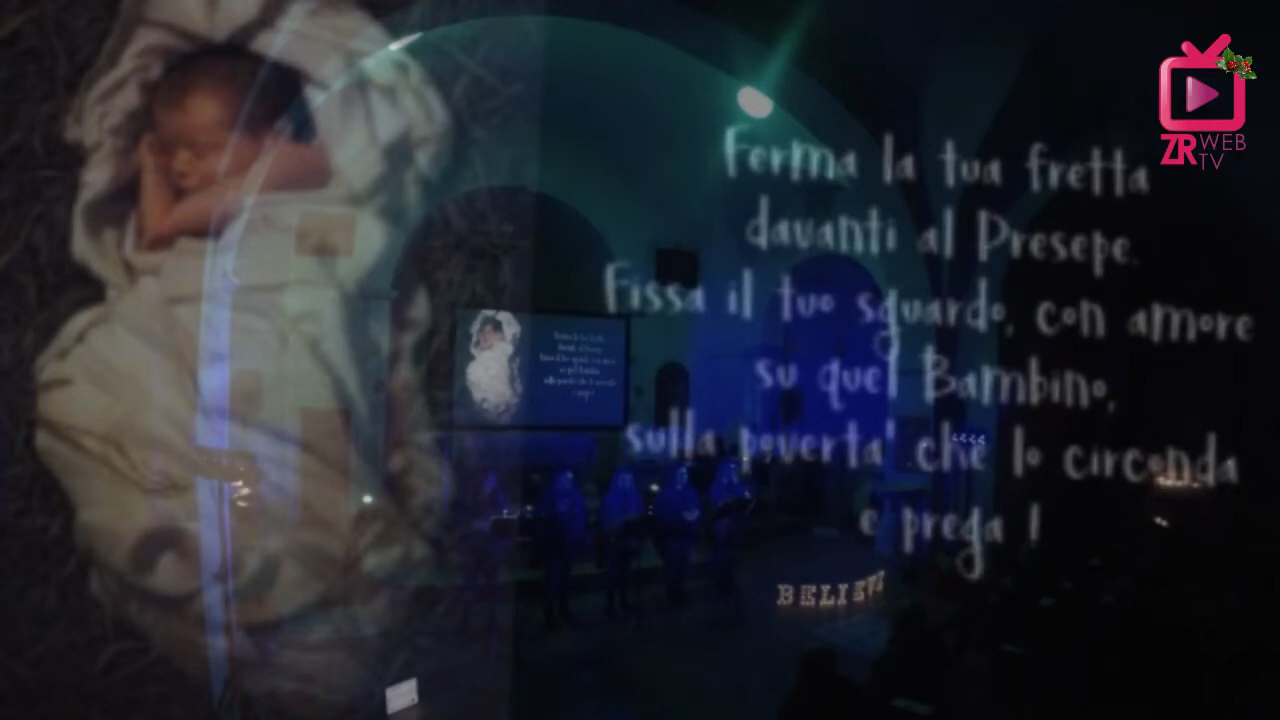 ZR WEB
TV
Ferma la tua fretta
davanti al Presepe.
Fissa il tuo sguardo, con amore
su quel Bambino,
sulla poverta' che lo circonda
e prega !
BELIEVE